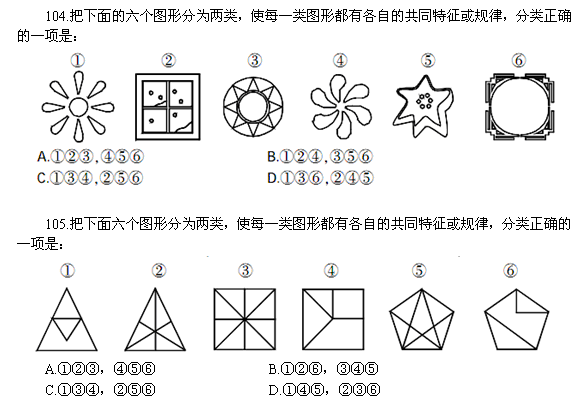 104.把下面的六个图形分为两类，使每一类图形都有各自的共同特征或规律，分类正确
的一项是：
① ② ③ ④ ⑤ ⑥
A.①②③,④⑤⑥ B.①②④,③⑤⑥
C.①③④,②⑤⑥ D.①③⑥,②④⑤
105.把下面六个图形分为两类，使每一类图形都有各自的共同特征或规律，分类正确的
一项是：
① ② ③ ④ ⑤ ⑥
A.①②③，④⑤⑥ B.①②⑥，③④⑤
C.①③④，②⑤⑥ D.①④⑤，②③⑥